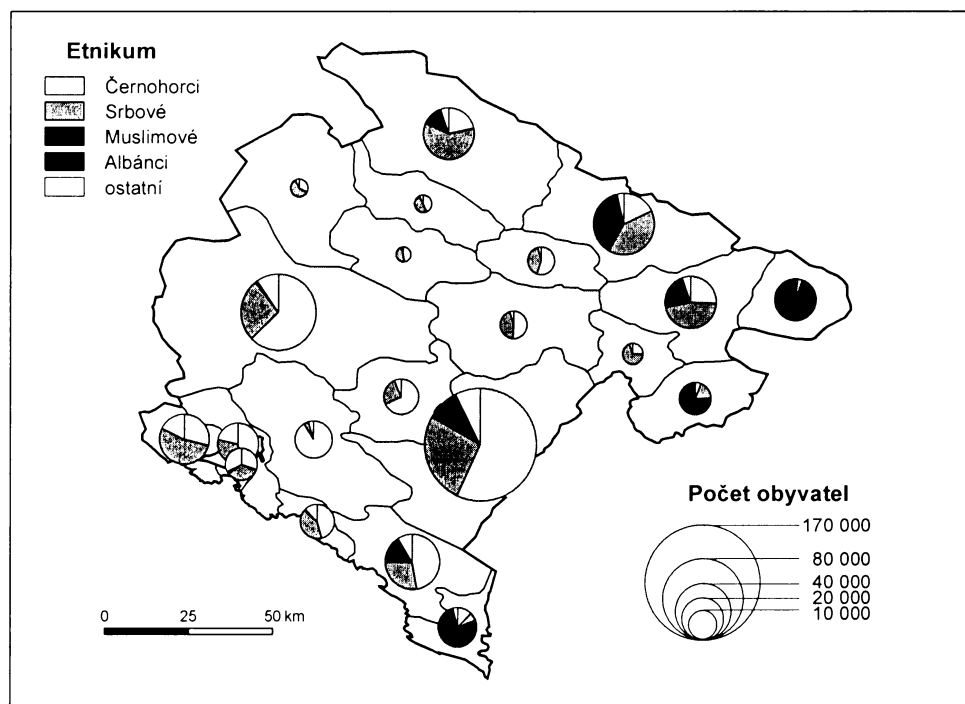 Etnikum
Černohorci
Srbové
Muslimové
Albánci
ostatní
Počet obyvatel
170 000
80 000
40 000
20 000
10 000
0 25 50 km